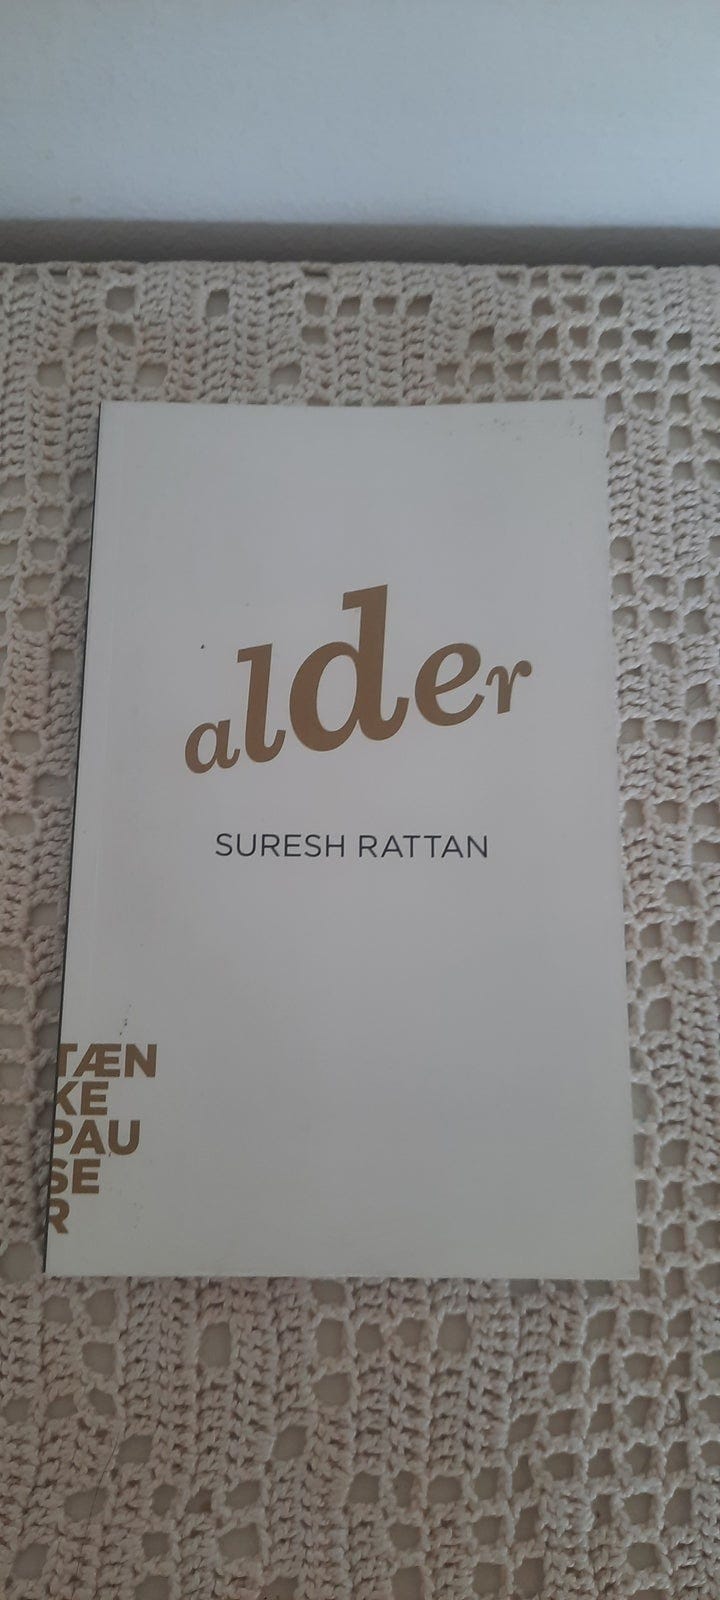 alder
SURESH RATTAN
TÆN
KE
PAU
SE
R